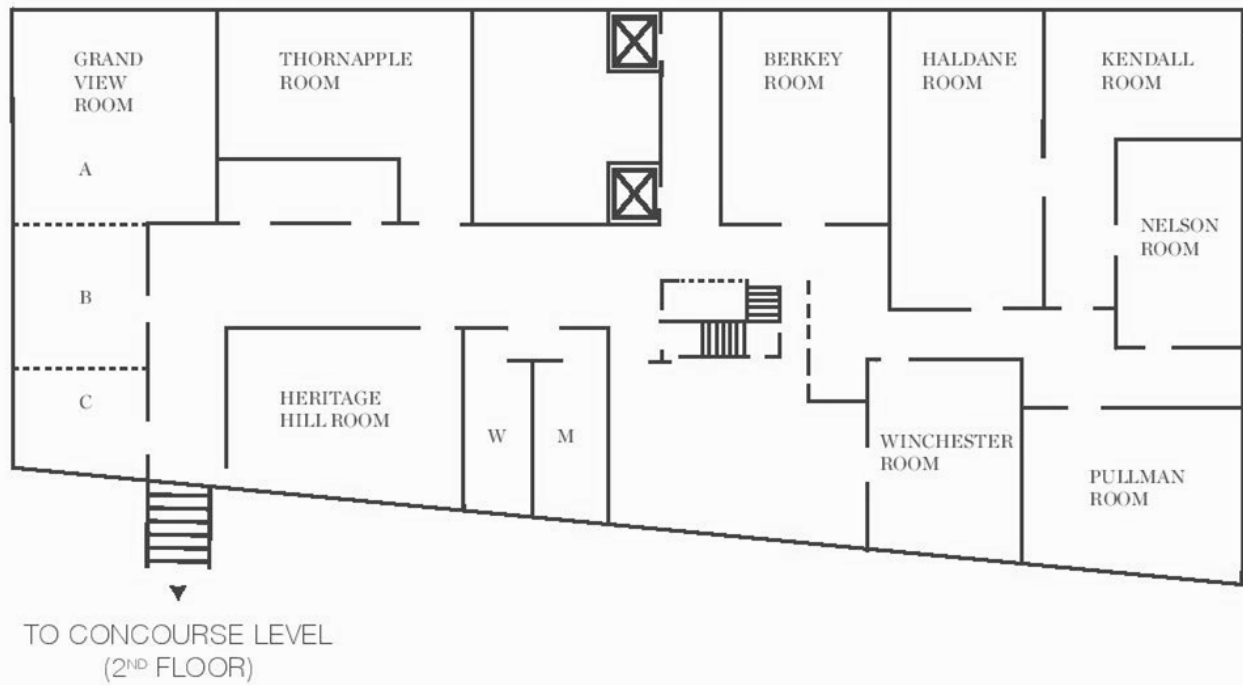 GRAND
VIEW
ROOM
A
B
C
THORNAPPLE
ROOM
BERKEY
ROOM
HALDANE
ROOM
KENDALL
ROOM
NELSON
ROOM
HERITAGE
HILL ROOM
W
M
WINCHESTER
ROOM
PULLMAN
ROOM
TO CONCOURSE LEVEL
(2ND FLOOR)